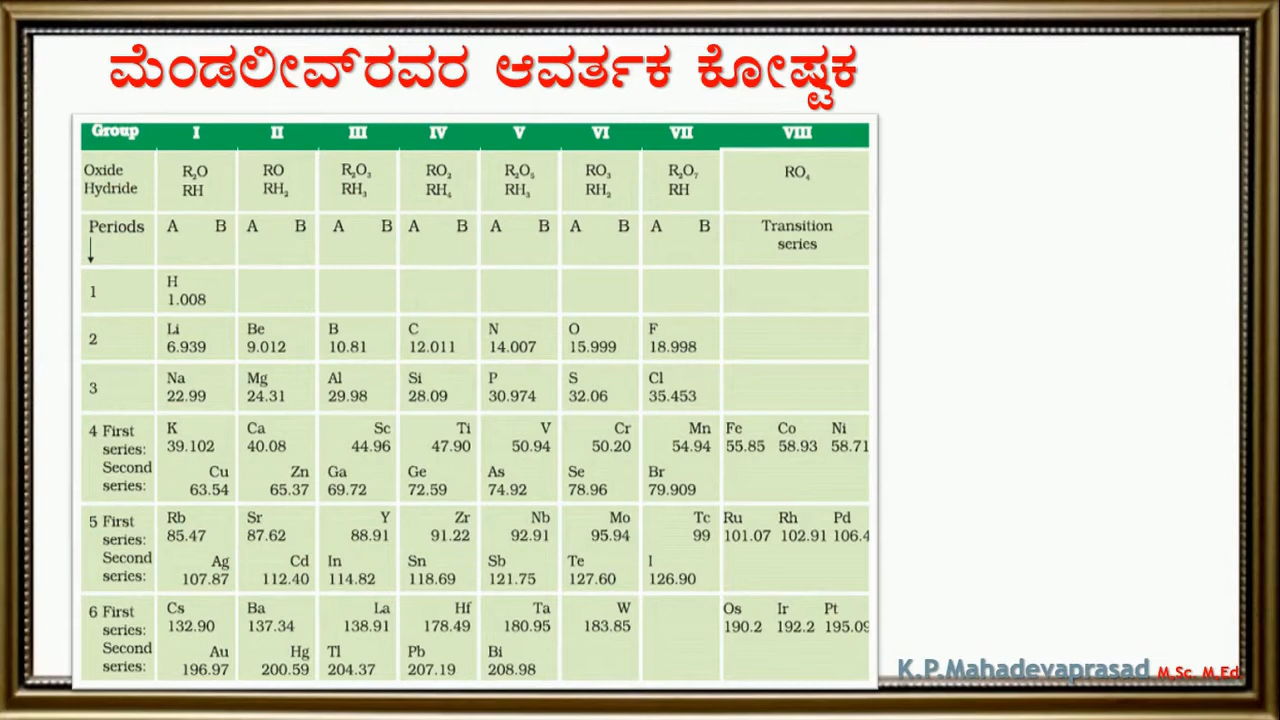 ಮೆಂಡಲೀವ್‌ರವರ ಆವರ್ತಕ ಕೋಷ್ಟಕ
Group I II III IV V VI VII VIII
Oxide R₂O RO R₂O₃ RO₂ R₂O₅ RO₃ R₂O₇ RO₄
Hydride RH RH₂ RH₃ RH₄ RH₃ RH₂ RH
Periods A B A B A B A B A B A B A B Transition
↓ series
1 H
1.008
2 Li Be B C N O F
6.939 9.012 10.81 12.011 14.007 15.999 18.998
3 Na Mg Al Si P S Cl
22.99 24.31 29.98 28.09 30.974 32.06 35.453
4 First K Ca Sc Ti V Cr Mn Fe Co Ni
series: 39.102 40.08 44.96 47.90 50.94 50.20 54.94 55.85 58.93 58.71
Second Cu Zn Ga Ge As Se Br
series: 63.54 65.37 69.72 72.59 74.92 78.96 79.909
5 First Rb Sr Y Zr Nb Mo Tc Ru Rh Pd
series: 85.47 87.62 88.91 91.22 92.91 95.94 99 101.07 102.91 106.4
Second Ag Cd In Sn Sb Te I
series: 107.87 112.40 114.82 118.69 121.75 127.60 126.90
6 First Cs Ba La Hf Ta W Os Ir Pt
series: 132.90 137.34 138.91 178.49 180.95 183.85 190.2 192.2 195.09
Second Au Hg Tl Pb Bi
series: 196.97 200.59 204.37 207.19 208.98
K.P.Mahadevaprasad M,Sc. M,Ed